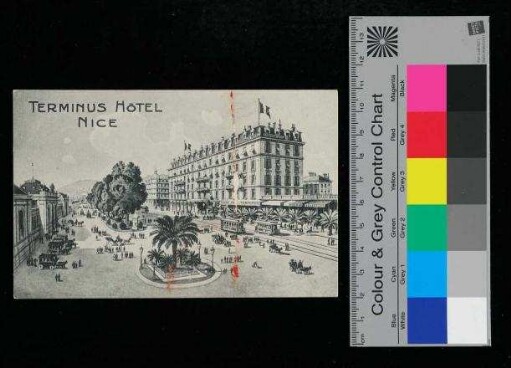 TERMINUS HOTEL
NICE
Colour & Grey Control Chart
Magenta
Black
Red
Grey 4
Yellow
Grey 3
Green
Grey 2
Cyan
Grey 1
Blue
White